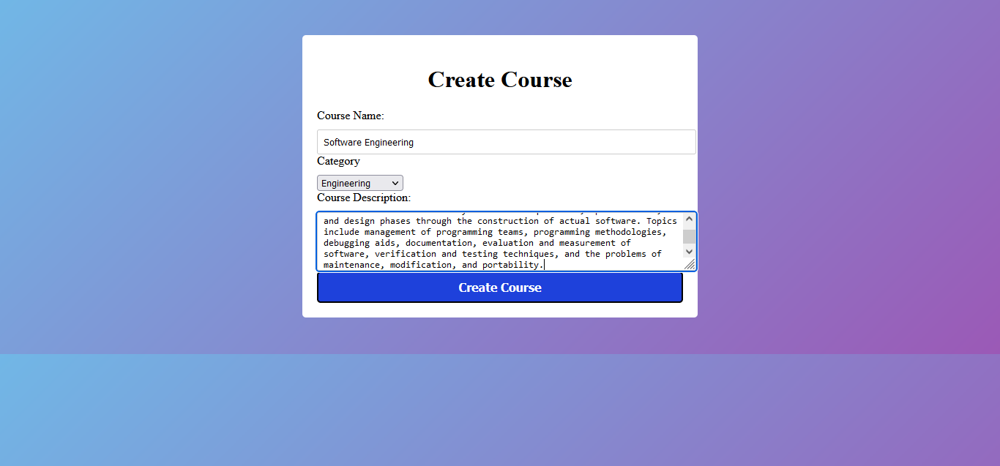 Create Course
Course Name:
Software Engineering
Category
Engineering
Course Description:
and design phases through the construction of actual software. Topics
include management of programming teams, programming methodologies,
debugging aids, documentation, evaluation and measurement of
software, verification and testing techniques, and the problems of
maintenance, modification, and portability.
Create Course